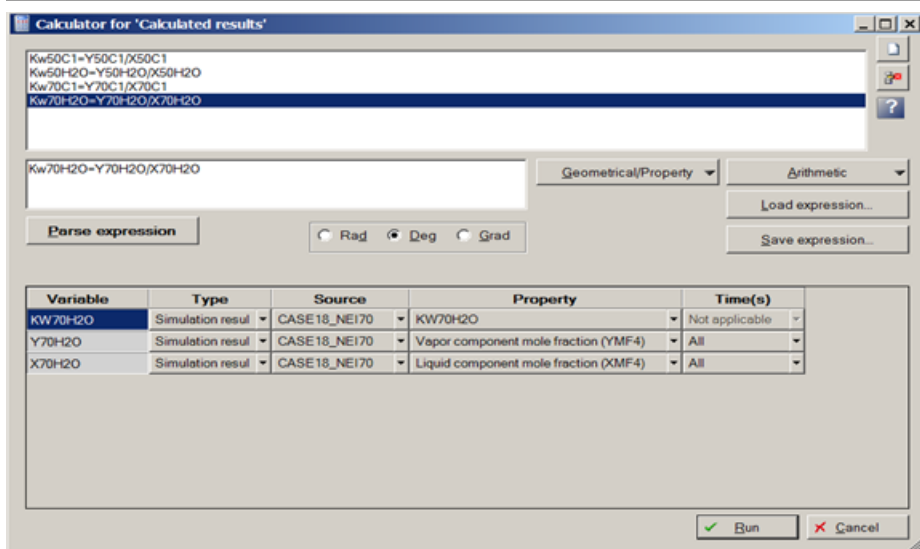 Calculator for 'Calculated results'
Kw50C1=Y50C1/X50C1
Kw50H2O=Y50H2O/X50H2O
Kw70C1=Y70C1/X70C1
Kw70H2O=Y70H2O/X70H2O
?
Kw70H2O=Y70H2O/X70H2O
Geometrical/Property Arithmetic
Load expression...
Parse expression Rad Deg Grad Save expression...
Variable Type Source Property Time(s)
KW70H2O Simulation resul CASE18_NEI70 KW70H2O Not applicable
Y70H2O Simulation resul CASE18_NEI70 Vapor component mole fraction (YMF4) All
X70H2O Simulation resul CASE18_NEI70 Liquid component mole fraction (XMF4) All
Run Cancel